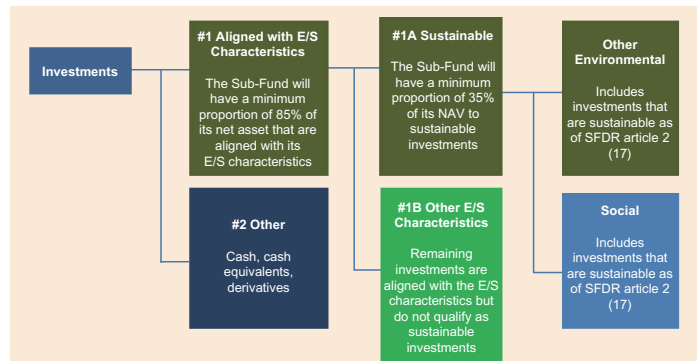 Investments
#1 Aligned with E/S
Characteristics
The Sub-Fund will
have a minimum
proportion of 85% of
its net asset that are
aligned with its
E/S characteristics
#2 Other
Cash, cash
equivalents,
derivatives
#1A Sustainable
The Sub-Fund will
have a minimum
proportion of 35%
of its NAV to
sustainable
investments
#1B Other E/S
Characteristics
Remaining
investments are
aligned with the E/S
characteristics but
do not qualify as
sustainable
investments
Other
Environmental
Includes
investments that
are sustainable as
of SFDR article 2
(17)
Social
Includes
investments that
are sustainable as
of SFDR article 2
(17)